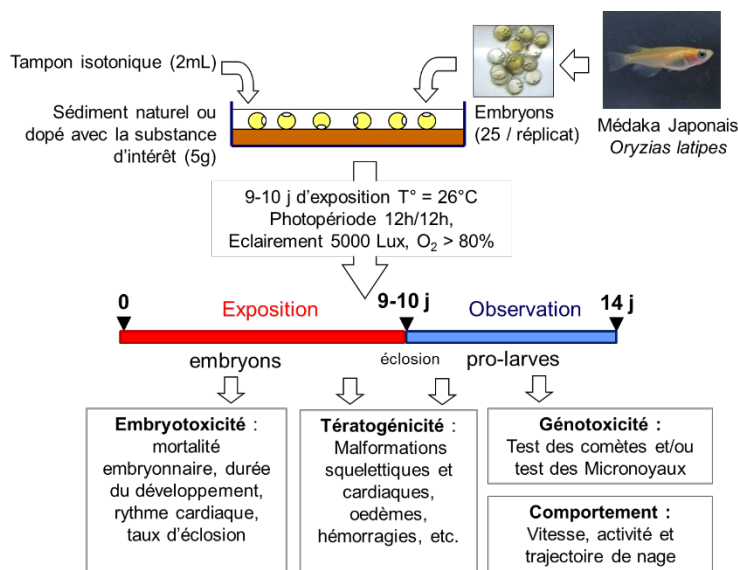 Tampon isotonique (2mL)
Sédiment naturel ou
dopé avec la substance
d'intérêt (5g)
Embryons
(25 / réplicat)
Médaka Japonais
Oryzias latipes
9-10 j d'exposition T° = 26°C
Photopériode 12h/12h,
Eclairement 5000 Lux, O₂ > 80%
0
Exposition
9-10 j
Observation
14 j
embryons
éclosion
pro-larves
Embryotoxicité :
mortalité
embryonnaire, durée
du développement,
rythme cardiaque,
taux d'éclosion
Tératogénicité :
Malformations
squelettiques et
cardiaques,
oedèmes,
hémorragies, etc.
Génotoxicité :
Test des comètes et/ou
test des Micronoyaux
Comportement :
Vitesse, activité et
trajectoire de nage